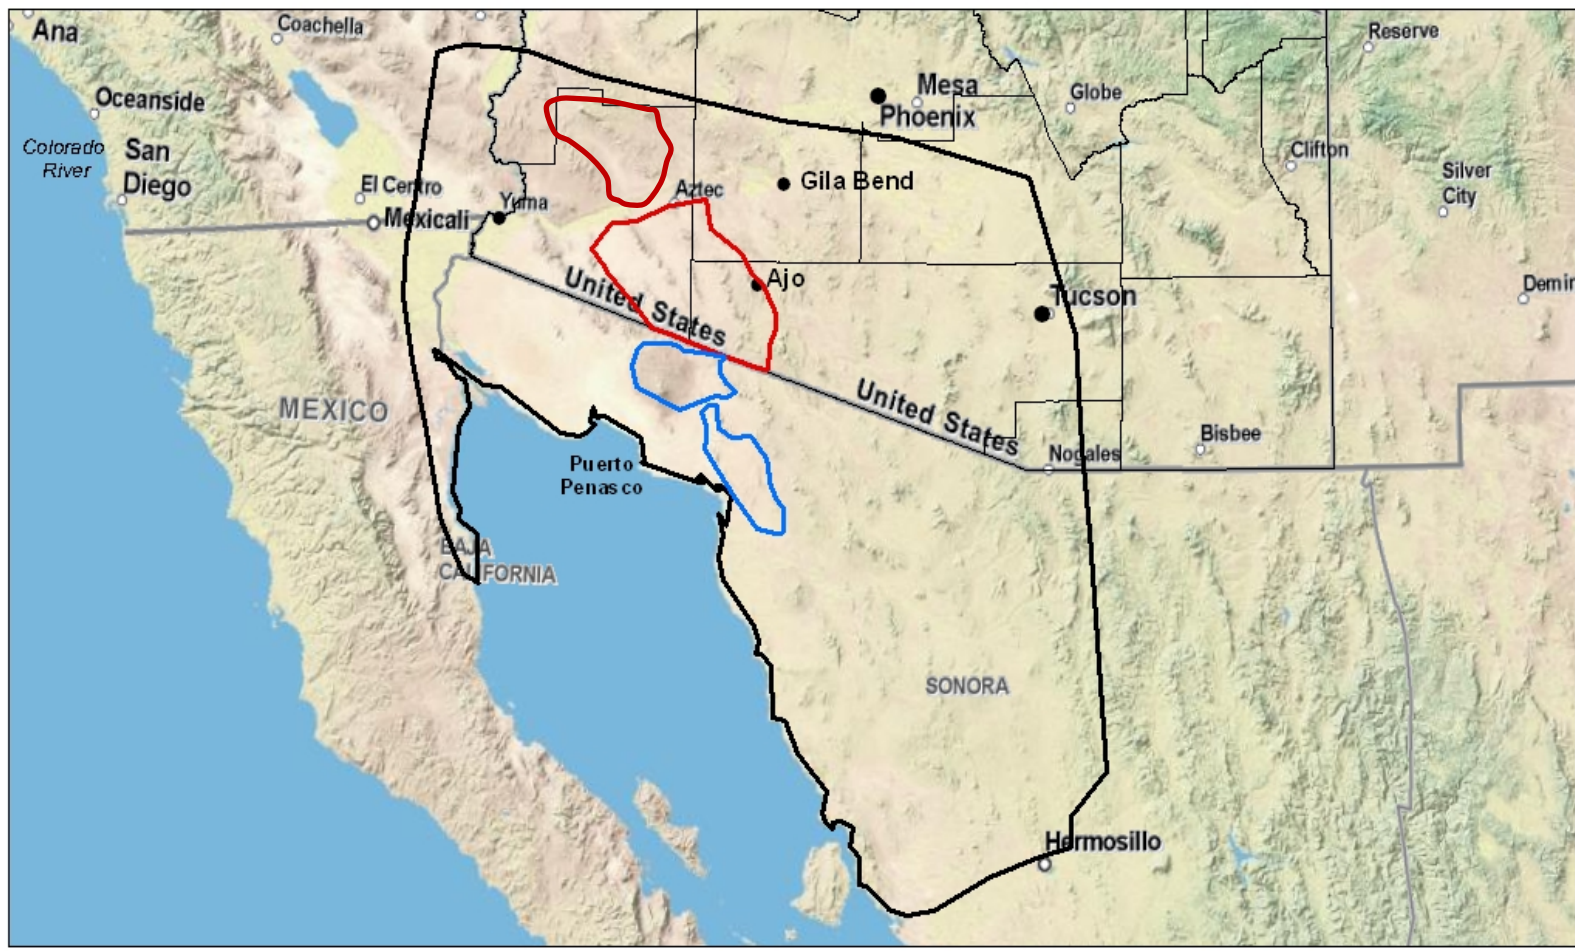 Ana
Coachella
Reserve
Oceanside
Mesa
Phoenix
Globe
Colorado
River
San
Diego
Clifton
Silver
City
El Centro
Yuma
Aztec
Gila Bend
Mexicali
Ajo
United States
Tucson
Demin
MEXICO
United States
Nogales
Bisbee
Puerto
Penasco
BAJA
CALIFORNIA
SONORA
Hermosillo